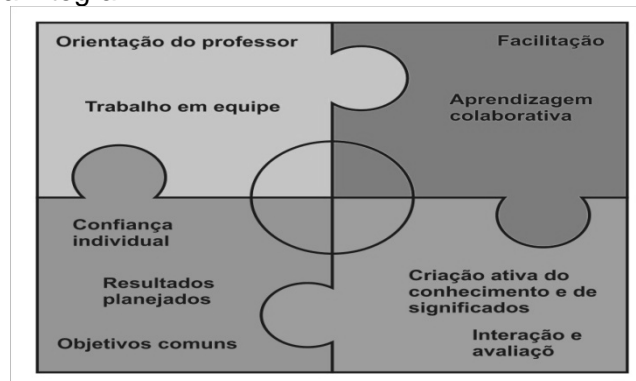 Orientação do professor
Trabalho em equipe
Facilitação
Aprendizagem
colaborativa
Confiança
individual
Resultados
planejados
Objetivos comuns
Criação ativa do
conhecimento e de
significados
Interação e
avaliaçõ